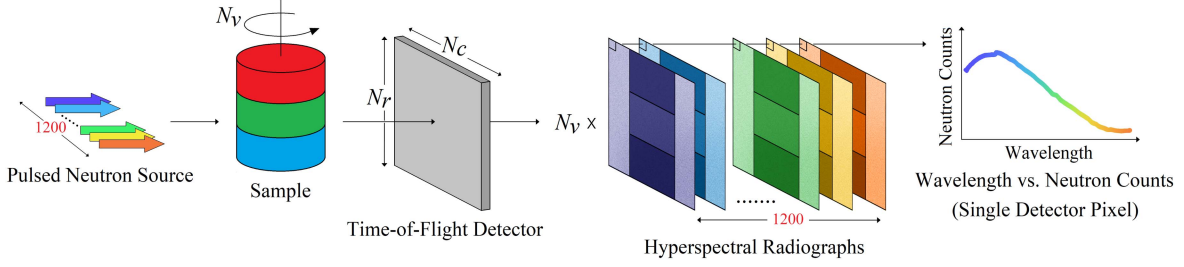 N_v
1200
Pulsed Neutron Source
Sample
N_r
N_c
Time-of-Flight Detector
N_v ×
.......
1200
Hyperspectral Radiographs
Neutron Counts
Wavelength
Wavelength vs. Neutron Counts
(Single Detector Pixel)